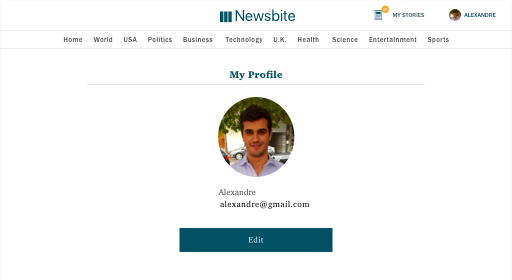 Newsbite
MY STORIES
ALEXANDRE
Home World USA Politics Business Technology U.K. Health Science Entertainment Sports
My Profile
Alexandre
alexandre@gmail.com
Edit